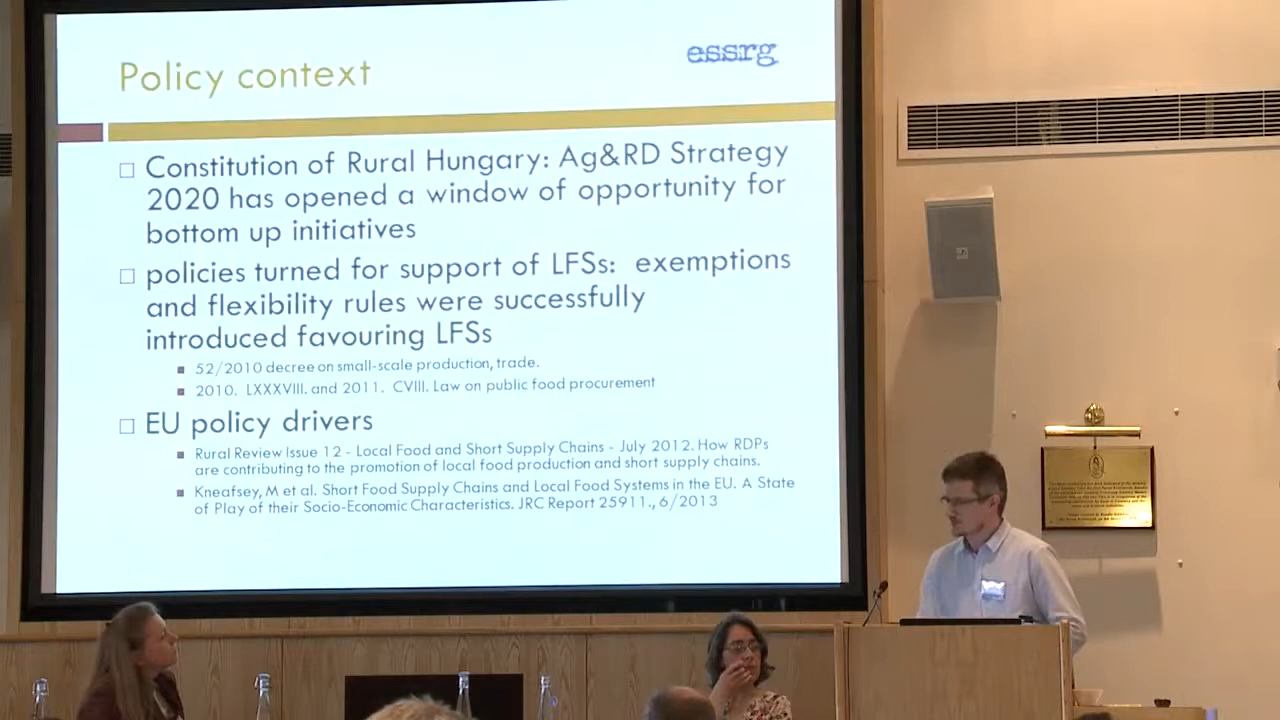 essrg
Policy context
Constitution of Rural Hungary: Ag&RD Strategy
2020 has opened a window of opportunity for
bottom up initiatives
policies turned for support of LFSs: exemptions
and flexibility rules were successfully
introduced favouring LFSs
52/2010 decree on small-scale production, trade.
2010. LXXXVIII. and 2011. CVIII. Law on public food procurement
EU policy drivers
Rural Review Issue 12 - Local Food and Short Supply Chains - July 2012. How RDPs
are contributing to the promotion of local food production and short supply chains.
Kneafsey, M et al. Short Food Supply Chains and Local Food Systems in the EU. A State
of Play of their Socio-Economic Characteristics. JRC Report 25911., 6/2013